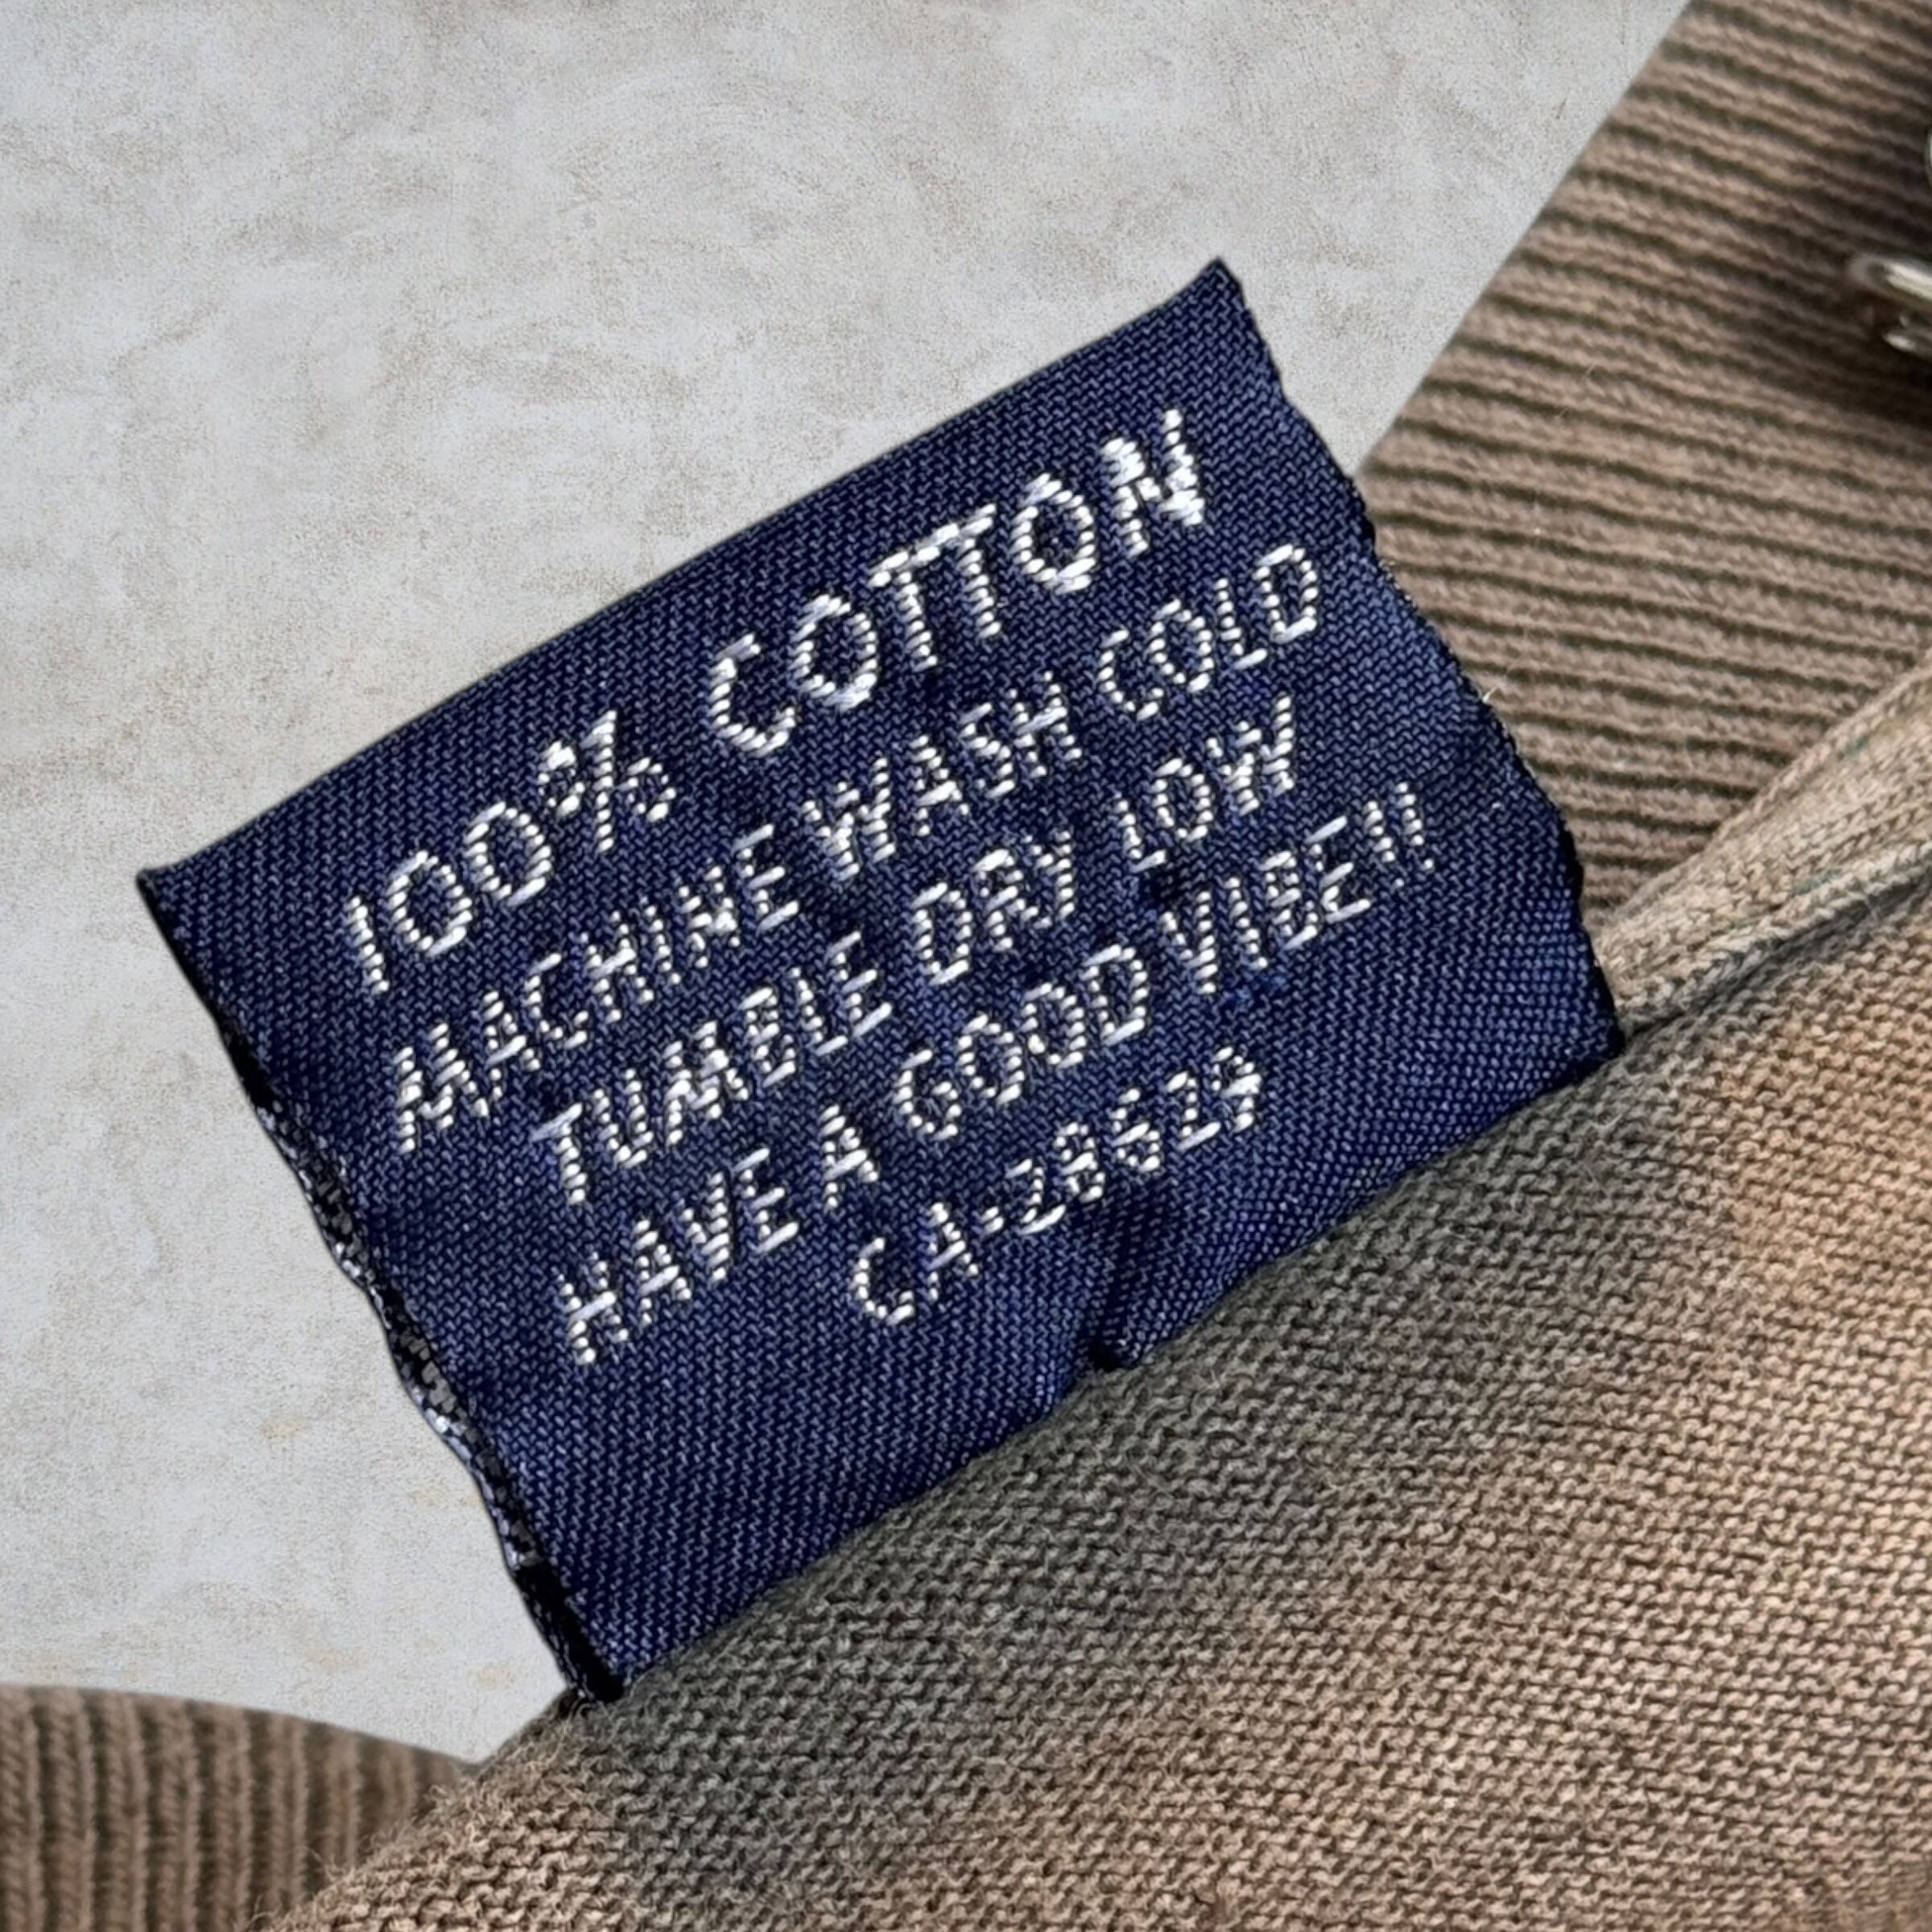 100% COTTON
MACHINE WASH COLD
TUMBLE DRY LOW
HAVE A GOOD VIBE!!
CA-28629